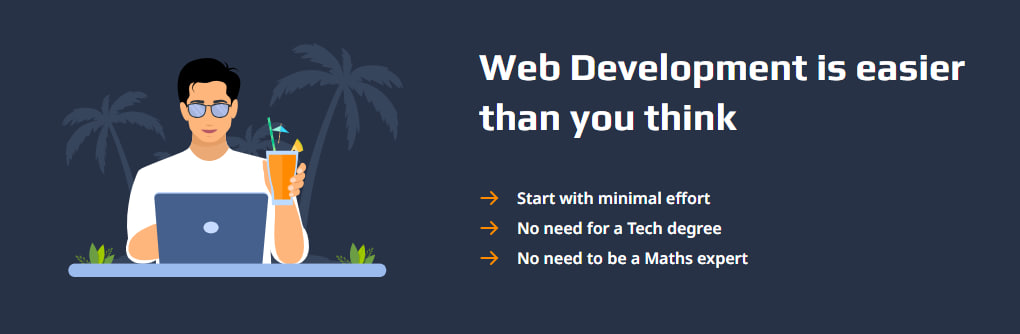 Web Development is easier
than you think
Start with minimal effort
No need for a Tech degree
No need to be a Maths expert